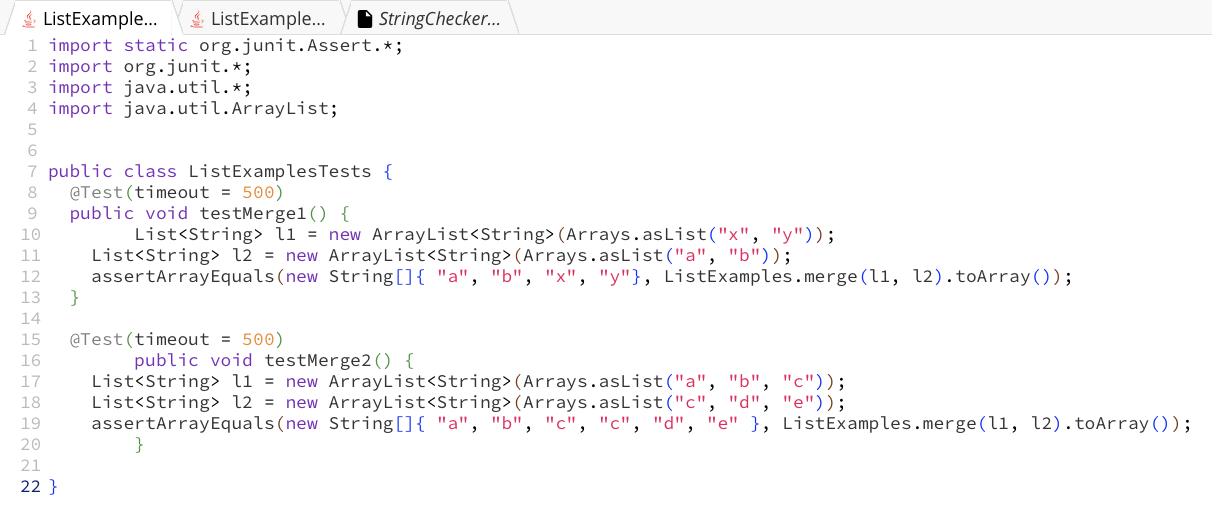 ListExample...
ListExample...
StringChecker...
1 import static org.junit.Assert.*;
2 import org.junit.*;
3 import java.util.*;
4 import java.util.ArrayList;
5
6
7 public class ListExamplesTests {
8   @Test(timeout = 500)
9   public void testMerge1() {
10         List<String> l1 = new ArrayList<String>(Arrays.asList("x", "y"));
11     List<String> l2 = new ArrayList<String>(Arrays.asList("a", "b"));
12     assertArrayEquals(new String[]{ "a", "b", "x", "y"}, ListExamples.merge(l1, l2).toArray());
13   }
14
15   @Test(timeout = 500)
16         public void testMerge2() {
17     List<String> l1 = new ArrayList<String>(Arrays.asList("a", "b", "c"));
18     List<String> l2 = new ArrayList<String>(Arrays.asList("c", "d", "e"));
19     assertArrayEquals(new String[]{ "a", "b", "c", "c", "d", "e" }, ListExamples.merge(l1, l2).toArray());
20         }
21
22 }